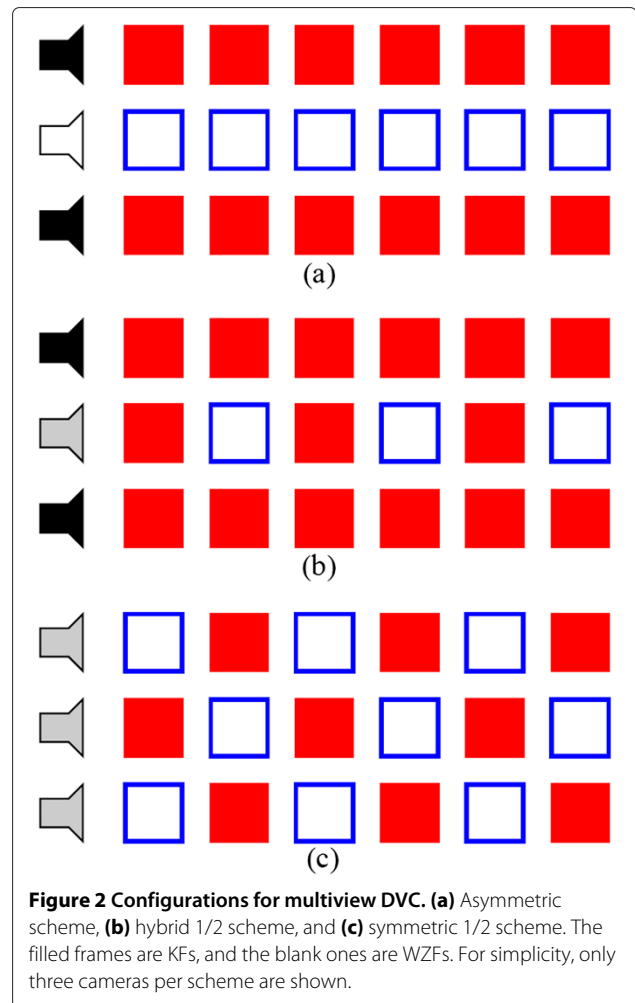 (a)
(b)
(c)
Figure 2 Configurations for multiview DVC. (a) Asymmetric
scheme, (b) hybrid 1/2 scheme, and (c) symmetric 1/2 scheme. The
filled frames are KFs, and the blank ones are WZFs. For simplicity, only
three cameras per scheme are shown.